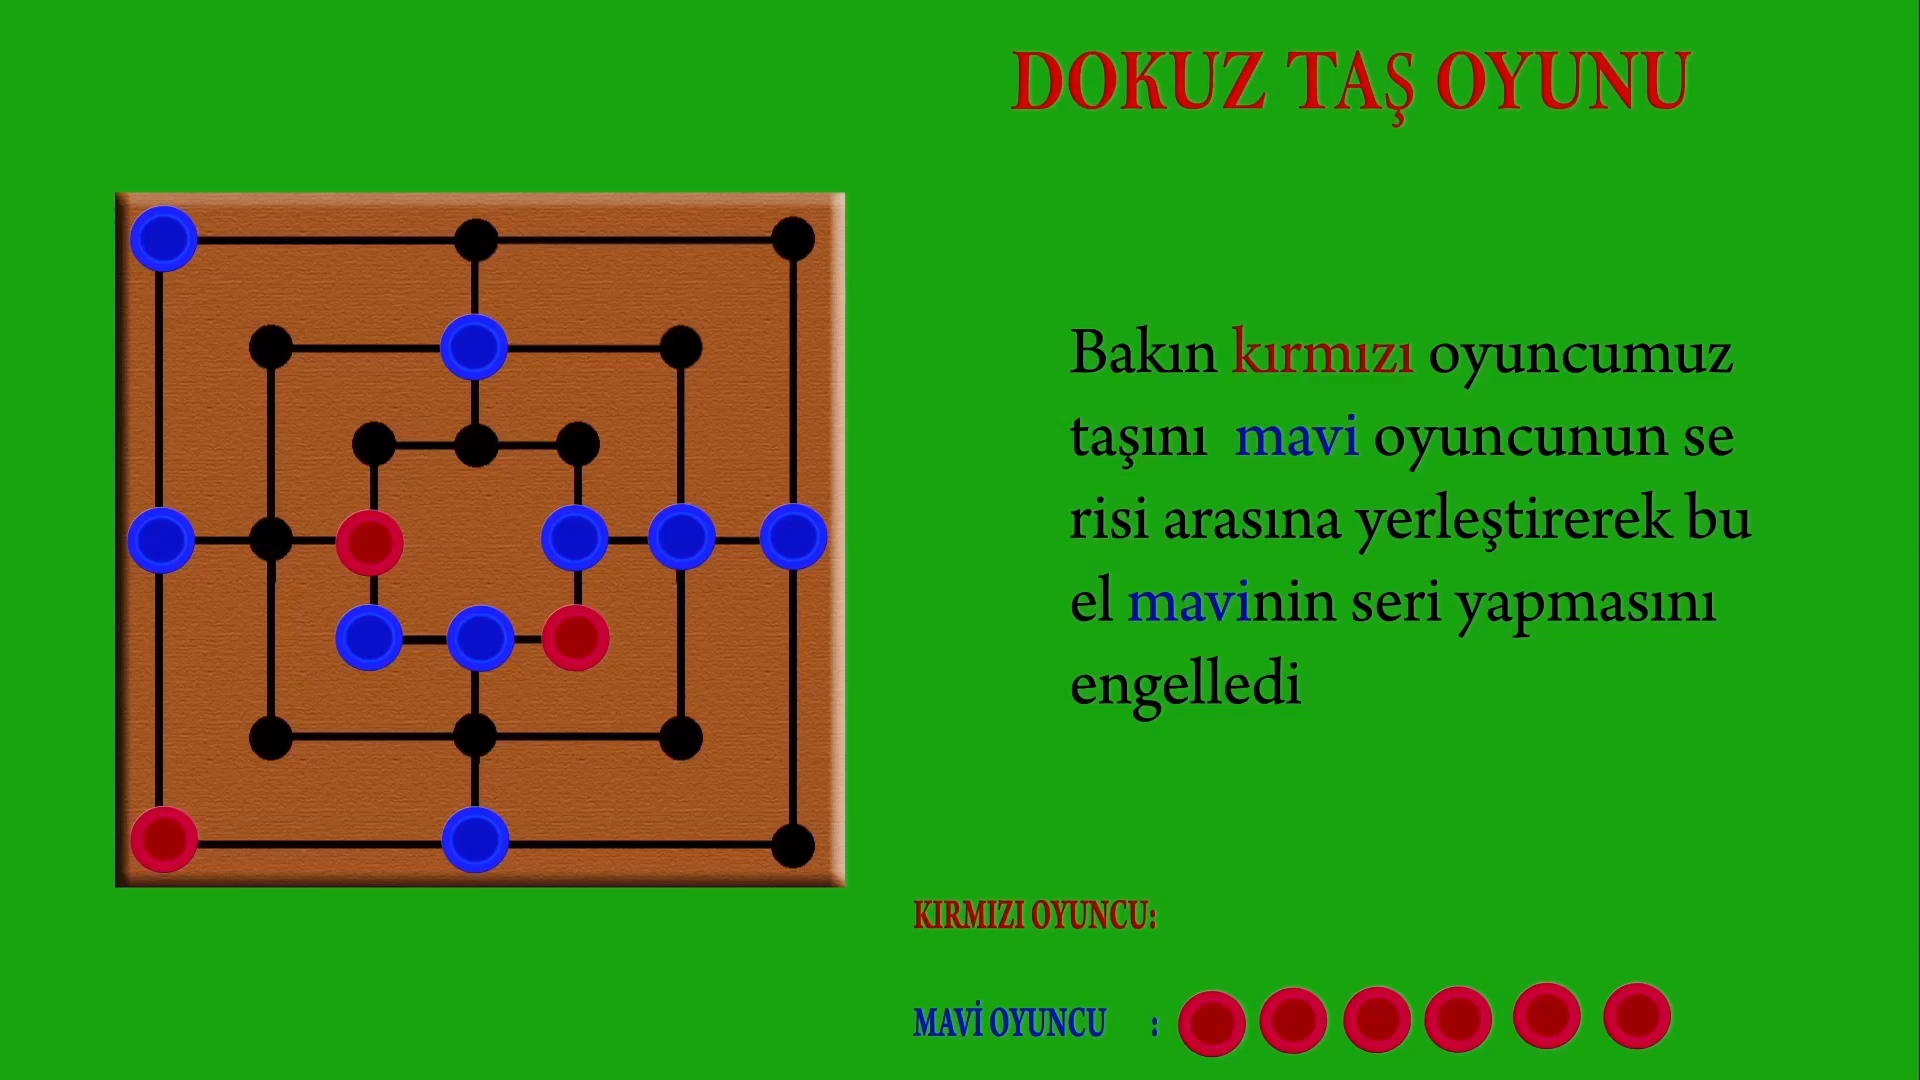 DOKUZ TAŞ OYUNU
Bakın kırmızı oyuncumuz
taşını mavi oyuncunun se
risi arasına yerleştirerek bu
el mavinin seri yapmasını
engelledi
KIRMIZI OYUNCU:
MAVİ OYUNCU :